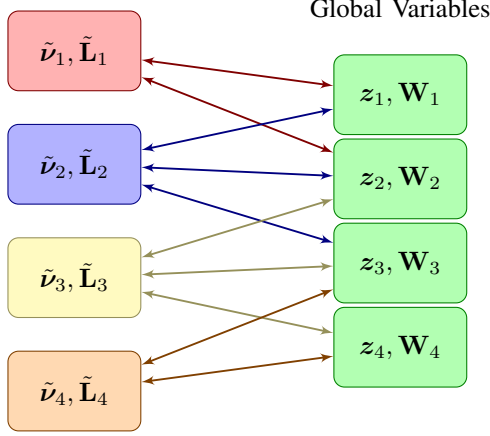 Global Variables
𝝂̃₁, 𝐋̃₁
𝒛₁, 𝐖₁
𝝂̃₂, 𝐋̃₂
𝒛₂, 𝐖₂
𝝂̃₃, 𝐋̃₃
𝒛₃, 𝐖₃
𝒛₄, 𝐖₄
𝝂̃₄, 𝐋̃₄